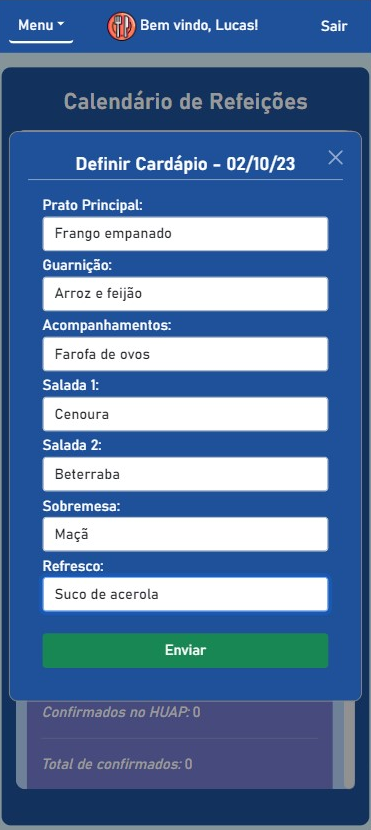 Menu Bem vindo, Lucas! Sair
Calendário de Refeições
Definir Cardápio - 02/10/23
Prato Principal:
Frango empanado
Guarnição:
Arroz e feijão
Acompanhamentos:
Farofa de ovos
Salada 1:
Cenoura
Salada 2:
Beterraba
Sobremesa:
Maçã
Refresco:
Suco de acerola
Enviar
Confirmados no HUAP: 0
Total de confirmados: 0